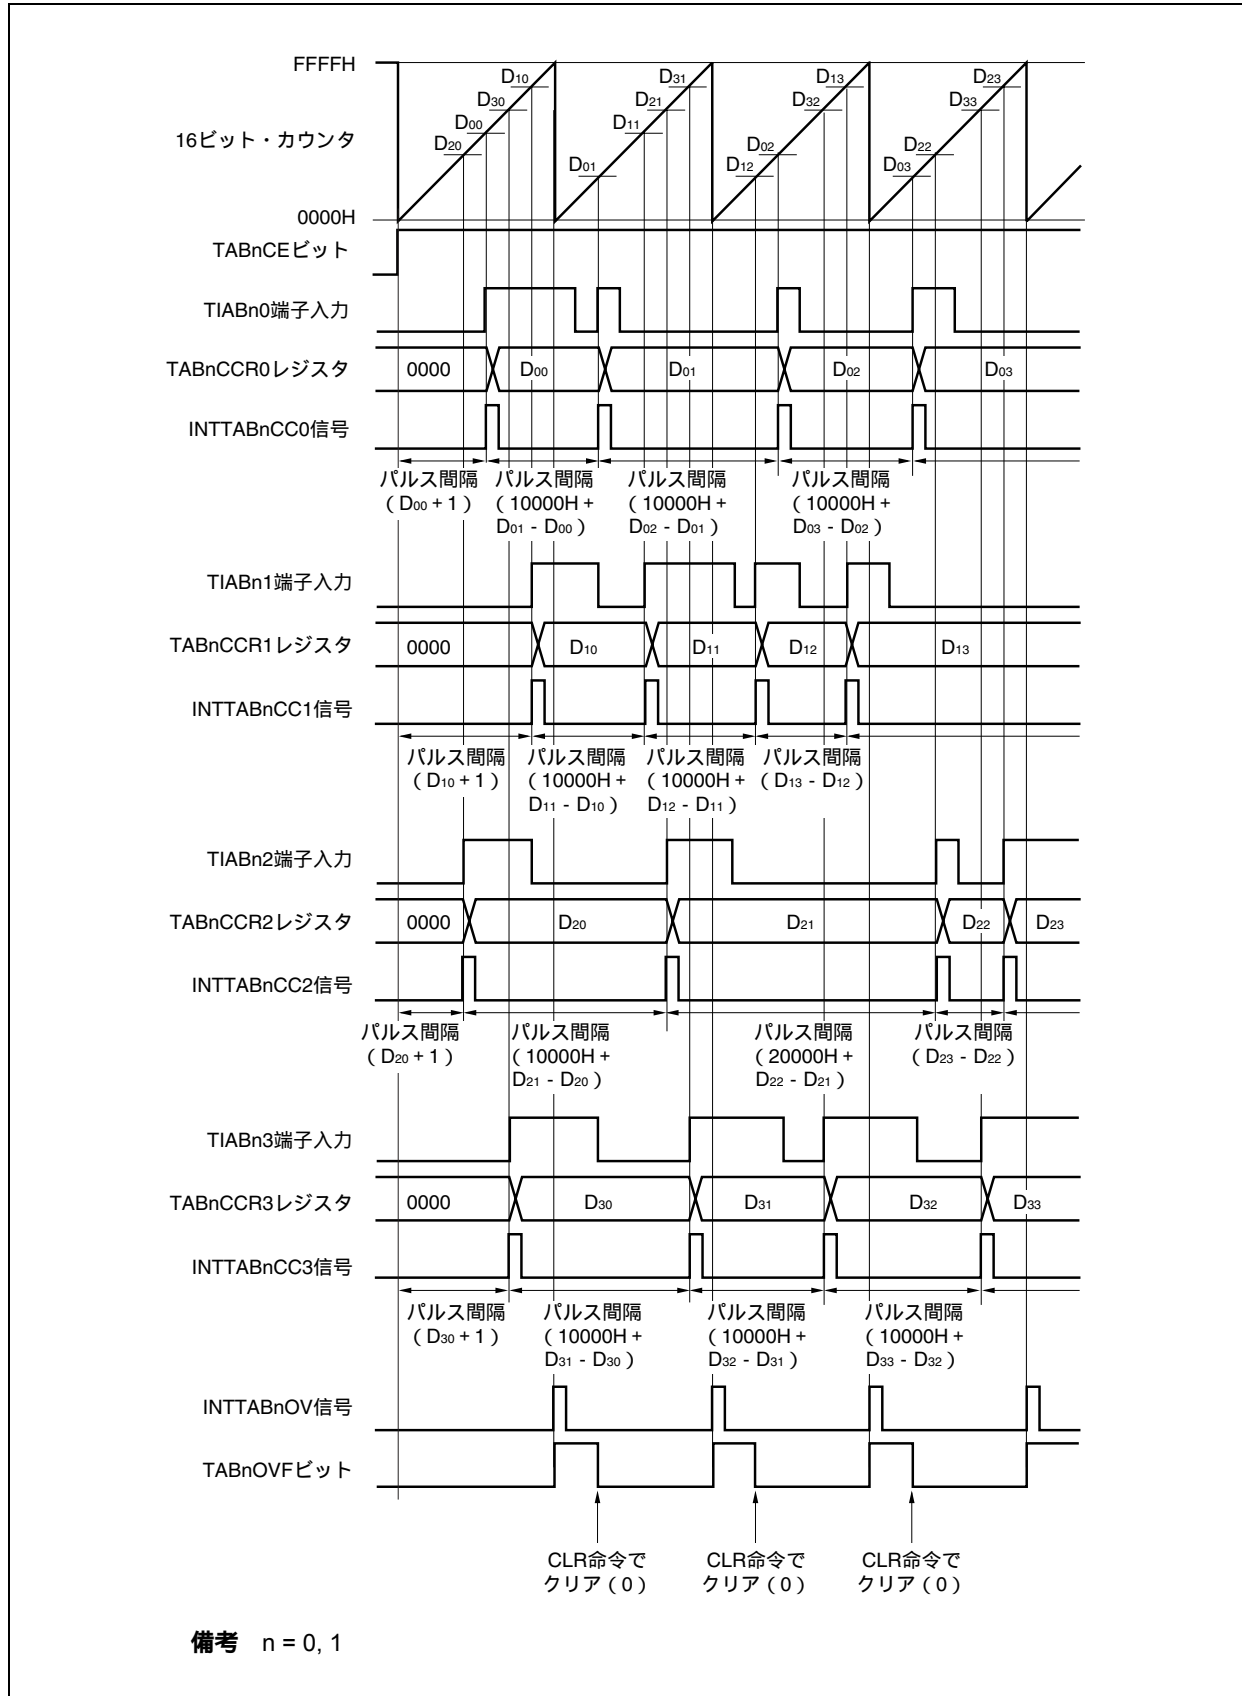 FFFFH
D10
D31
D13
D23
D30
D21
D32
D33
16ビット・カウンタ
D00
D11
D20
D02
D22
D01
D12
D03
0000H
TABnCEビット
TIABn0端子入力
TABnCCR0レジスタ
0000
D00
D01
D02
D03
INTTABnCC0信号
パルス間隔
（D00 + 1）
パルス間隔
（10000H +
D01 - D00）
パルス間隔
（10000H +
D02 - D01）
パルス間隔
（10000H +
D03 - D02）
TIABn1端子入力
TABnCCR1レジスタ
0000
D10
D11
D12
D13
INTTABnCC1信号
パルス間隔
（D10 + 1）
パルス間隔
（10000H +
D11 - D10）
パルス間隔
（10000H +
D12 - D11）
パルス間隔
（D13 - D12）
TIABn2端子入力
TABnCCR2レジスタ
0000
D20
D21
D22
D23
INTTABnCC2信号
パルス間隔
（D20 + 1）
パルス間隔
（10000H +
D21 - D20）
パルス間隔
（20000H +
D22 - D21）
パルス間隔
（D23 - D22）
TIABn3端子入力
TABnCCR3レジスタ
0000
D30
D31
D32
D33
INTTABnCC3信号
パルス間隔
（D30 + 1）
パルス間隔
（10000H +
D31 - D30）
パルス間隔
（10000H +
D32 - D31）
パルス間隔
（10000H +
D33 - D32）
INTTABnOV信号
TABnOVFビット
CLR命令で
クリア（0）
CLR命令で
クリア（0）
CLR命令で
クリア（0）
備考 n = 0, 1